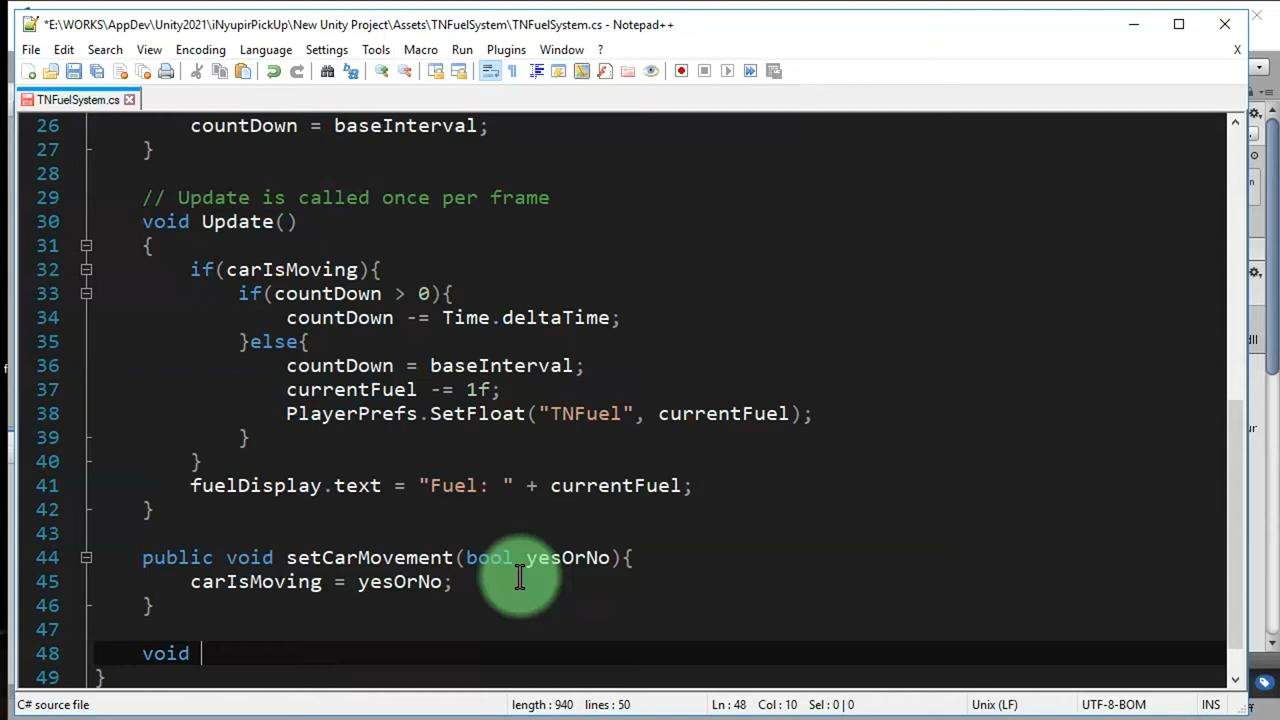 *E:\WORKS\AppDev\Unity2021\iNyupirPickUp\New Unity Project\Assets\TNFuelSystem\TNFuelSystem.cs - Notepad++
File Edit Search View Encoding Language Settings Tools Macro Run Plugins Window ? X
TNFuelSystem.cs
26 countDown = baseInterval;
27 }
28
29 // Update is called once per frame
30 void Update()
31 {
32 if(carIsMoving){
33 if(countDown > 0){
34 countDown -= Time.deltaTime;
35 }else{
36 countDown = baseInterval;
37 currentFuel -= 1f;
38 PlayerPrefs.SetFloat("TNFuel", currentFuel);
39 }
40 }
41 fuelDisplay.text = "Fuel: " + currentFuel;
42 }
43
44 public void setCarMovement(bool yesOrNo){
45 carIsMoving = yesOrNo;
46 }
47
48 void
49 }
C# source file length : 940 lines : 50 Ln : 48 Col : 10 Sel : 0 | 0 Unix (LF) UTF-8-BOM INS